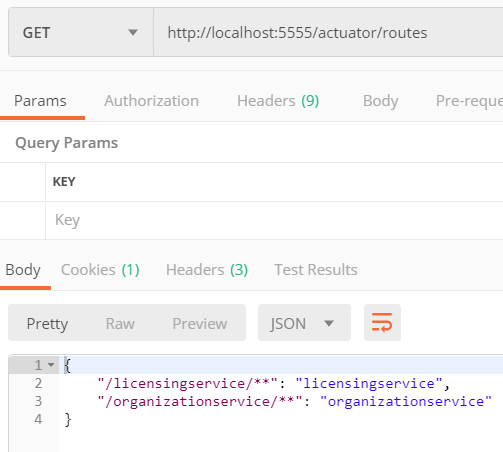 GET http://localhost:5555/actuator/routes
Params Authorization Headers (9) Body Pre-reque
Query Params
KEY
Key
Body Cookies (1) Headers (3) Test Results
Pretty Raw Preview JSON
1 {
2 "/licensingservice/**": "licensingservice",
3 "/organizationservice/**": "organizationservice"
4 }